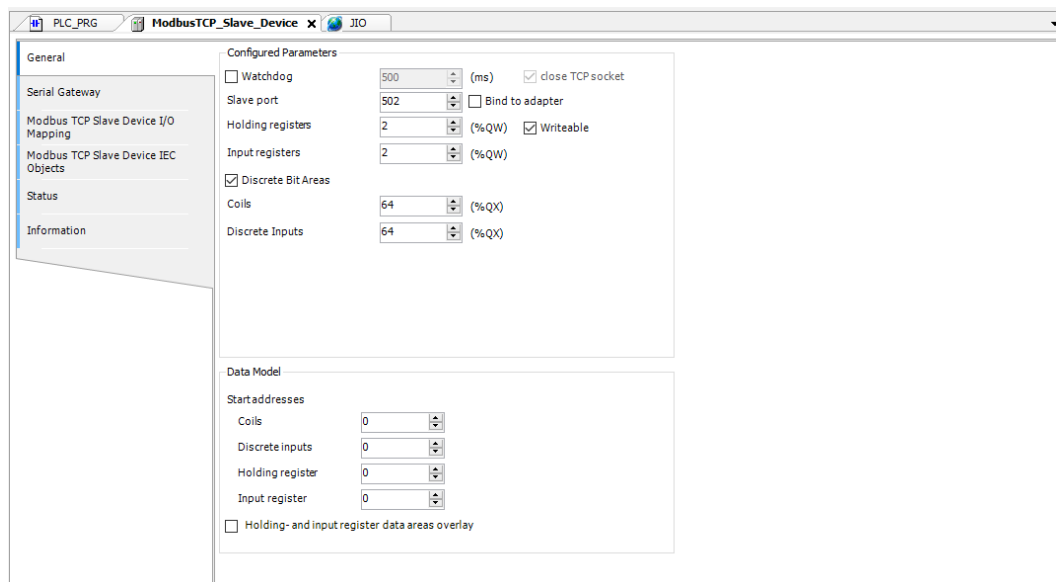 PLC_PRG ModbusTCP_Slave_Device JIO
General
Serial Gateway
Modbus TCP Slave Device I/O
Mapping
Modbus TCP Slave Device IEC
Objects
Status
Information
Configured Parameters
Watchdog 500 (ms) close TCP socket
Slave port 502 Bind to adapter
Holding registers 2 (%QW) Writeable
Input registers 2 (%QW)
Discrete Bit Areas
Coils 64 (%QX)
Discrete Inputs 64 (%QX)
Data Model
Start addresses
Coils 0
Discrete inputs 0
Holding register 0
Input register 0
Holding- and input register data areas overlay